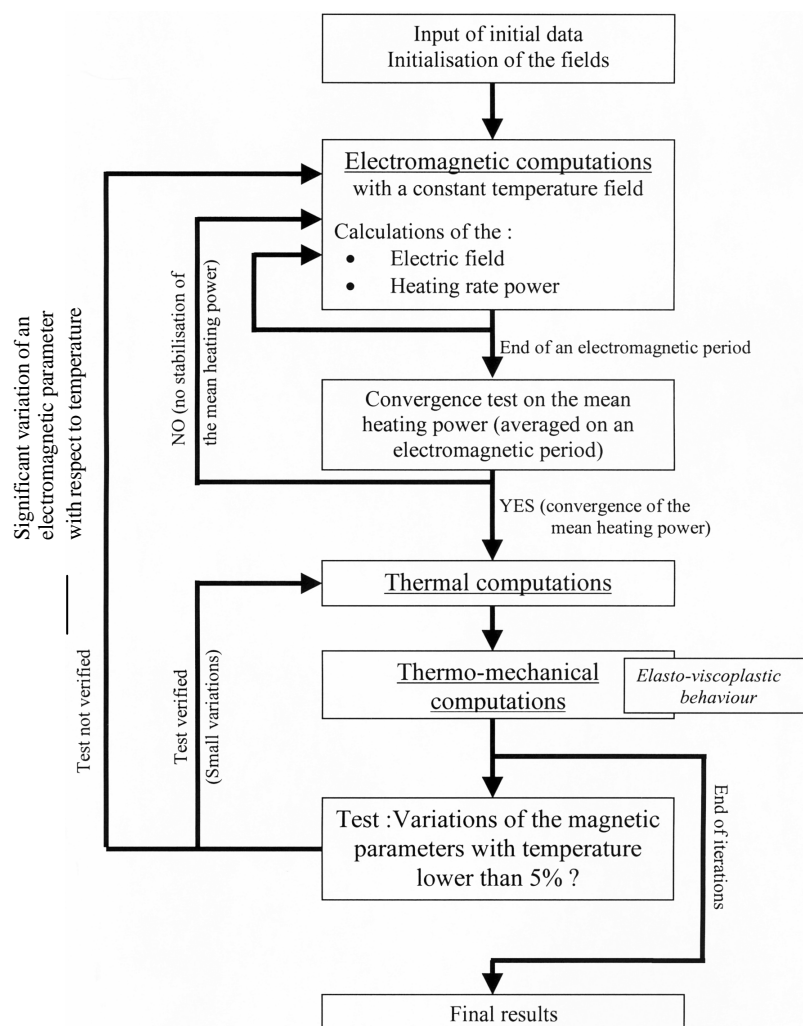 Input of initial data
Initialisation of the fields
Electromagnetic computations
with a constant temperature field
Calculations of the :
• Electric field
• Heating rate power
End of an electromagnetic period
Convergence test on the mean
heating power (averaged on an
electromagnetic period)
NO (no stabilisation of
the mean heating power)
YES (convergence of the
mean heating power)
Significant variation of an
electromagnetic parameter
with respect to temperature
Thermal computations
Thermo-mechanical
computations
Elasto-viscoplastic
behaviour
Test not verified
Test verified
(Small variations)
Test :Variations of the magnetic
parameters with temperature
lower than 5% ?
End of iterations
Final results